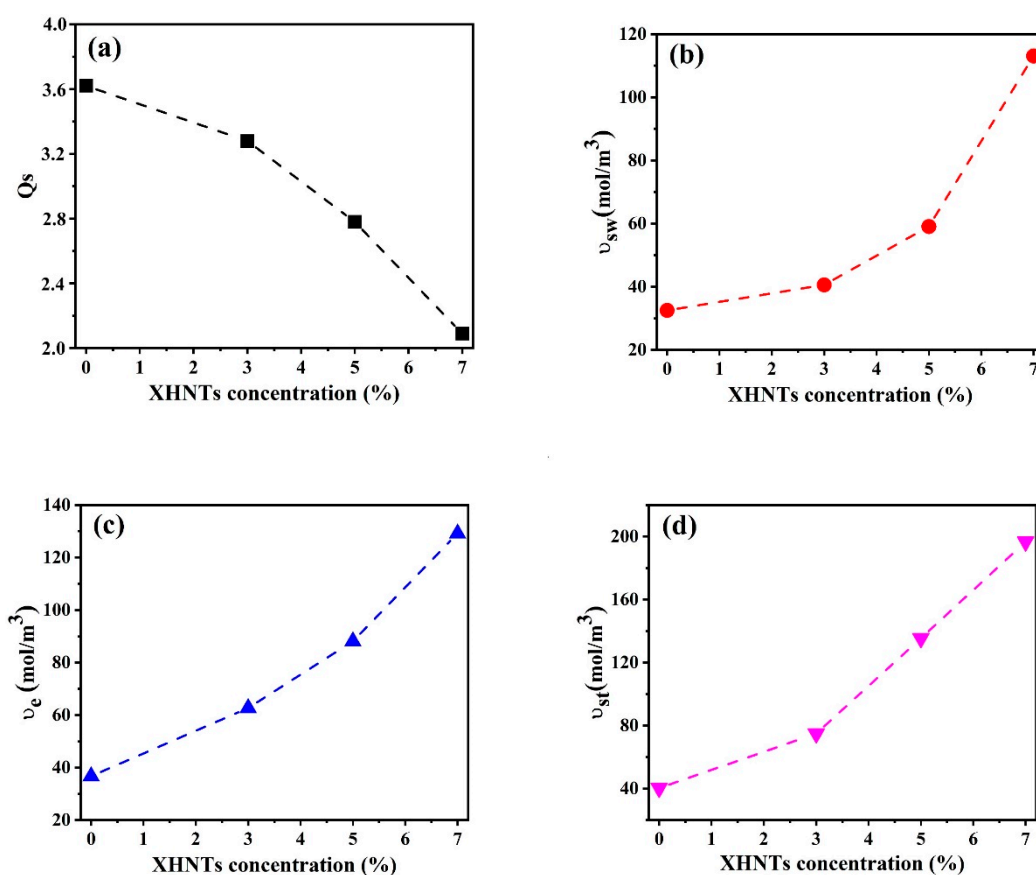 (a)
4.0
3.6
3.2
2.8
2.4
2.0
Qs
0 1 2 3 4 5 6 7
XHNTs concentration (%)
(b)
120
100
80
60
40
20
υsw(mol/m³)
0 1 2 3 4 5 6 7
XHNTs concentration (%)
(c)
140
120
100
80
60
40
20
υe (mol/m³)
0 1 2 3 4 5 6 7
XHNTs concentration (%)
(d)
200
160
120
80
40
υst(mol/m³)
0 1 2 3 4 5 6 7
XHNTs concentration (%)